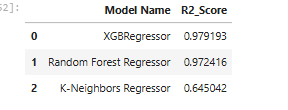 52]:
Model Name R2_Score
0 XGBRegressor 0.979193
1 Random Forest Regressor 0.972416
2 K-Neighbors Regressor 0.645042